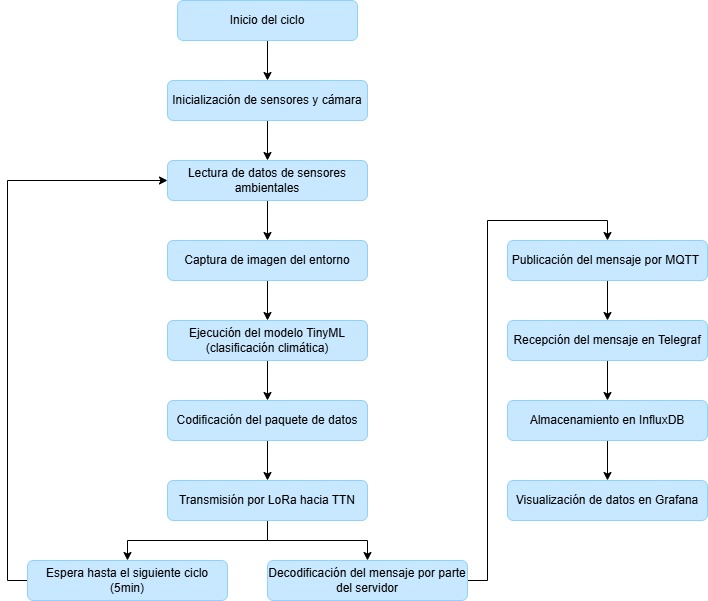 Inicio del ciclo
Inicialización de sensores y cámara
Lectura de datos de sensores
ambientales
Captura de imagen del entorno
Ejecución del modelo TinyML
(clasificación climática)
Codificación del paquete de datos
Transmisión por LoRa hacia TTN
Espera hasta el siguiente ciclo
(5min)
Decodificación del mensaje por parte
del servidor
Publicación del mensaje por MQTT
Recepción del mensaje en Telegraf
Almacenamiento en InfluxDB
Visualización de datos en Grafana